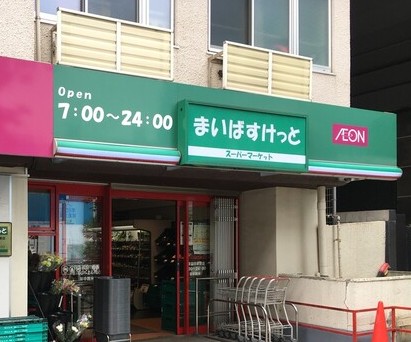 Open
7:00～24:00
まいばすけっと
スーパーマーケット
ÆON